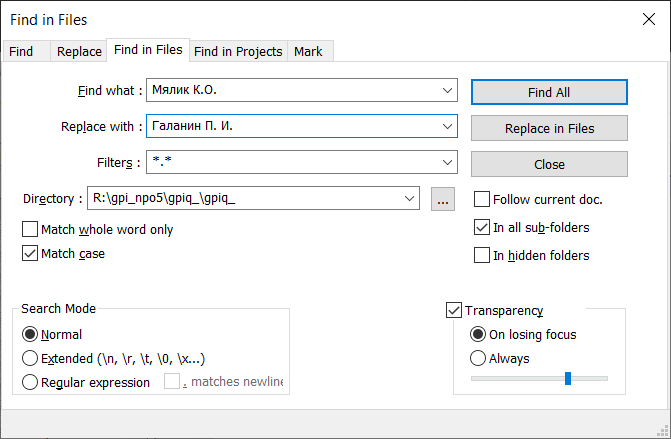 Find in Files
Find Replace Find in Files Find in Projects Mark
Find what : Мялик К.О. Find All
Replace with : Галанин П. И. Replace in Files
Filters : *.* Close
Directory : R:\gpi_npo5\gpiq_\gpiq_ ... Follow current doc.
Match whole word only In all sub-folders
Match case In hidden folders
Search Mode Transparency
Normal On losing focus
Extended (\n, \r, \t, \0, \x...) Always
Regular expression . matches newline